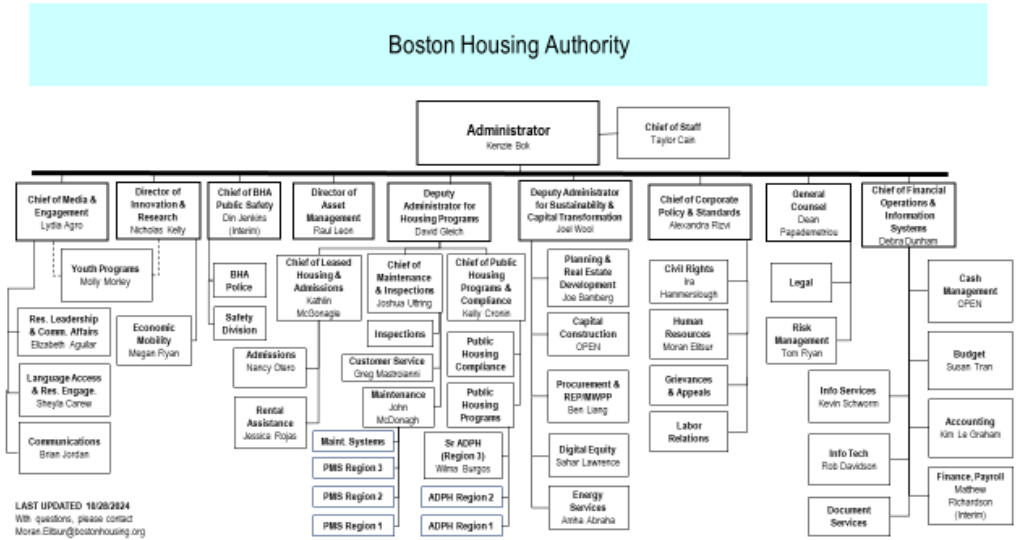 Boston Housing Authority
Administrator
Kenzie Bok
Chief of Staff
Taylor Cain
Chief of Media &
Engagement
Lydia Agro
Director of
Innovation &
Research
Nicholas Kelly
Chief of BHA
Public Safety
Din Jenkins
(Interim)
Director of
Asset
Management
Raul Leon
Deputy
Administrator for
Housing Programs
David Gleich
Deputy Administrator
for Sustainability &
Capital Transformation
Joel Wool
Chief of Corporate
Policy & Standards
Alexandra Rizvi
General
Counsel
Dean
Papademetriou
Chief of Financial
Operations &
Information
Systems
Debra Dunham
Youth Programs
Molly Morley
Res. Leadership
& Comm. Affairs
Elizabeth Aguilar
Language Access
& Res. Engage.
Sheyla Carew
Communications
Brian Jordan
Economic
Mobility
Megan Ryan
BHA
Police
Safety
Division
Chief of Leased
Housing &
Admissions
Kathlin
McGonagle
Admissions
Nancy Otero
Rental
Assistance
Jessica Rojas
Chief of
Maintenance
& Inspections
Joshua Uttring
Inspections
Customer Service
Greg Mastroianni
Maintenance
John
McDonagh
Maint. Systems
PMS Region 3
PMS Region 2
PMS Region 1
Chief of Public
Housing
Programs &
Compliance
Kelly Cronin
Public
Housing
Compliance
Public
Housing
Programs
Sr ADPH
(Region 3)
Wilma Burgos
ADPH Region 2
ADPH Region 1
Planning &
Real Estate
Development
Joe Bamberg
Capital
Construction
OPEN
Procurement &
REP/MWPP
Ben Liang
Digital Equity
Sahar Lawrence
Energy
Services
Amha Abraha
Civil Rights
Ira
Hammerslough
Human
Resources
Moran Elitsur
Grievances
& Appeals
Labor
Relations
Legal
Risk
Management
Tom Ryan
Info Services
Kevin Schworm
Info Tech
Rob Davidson
Document
Services
Cash
Management
OPEN
Budget
Susan Tran
Accounting
Kim Le Graham
Finance, Payroll
Matthew
Richardson
(Interim)
LAST UPDATED 10/28/2024
With questions, please contact
Moran.Elitsur@bostonhousing.org